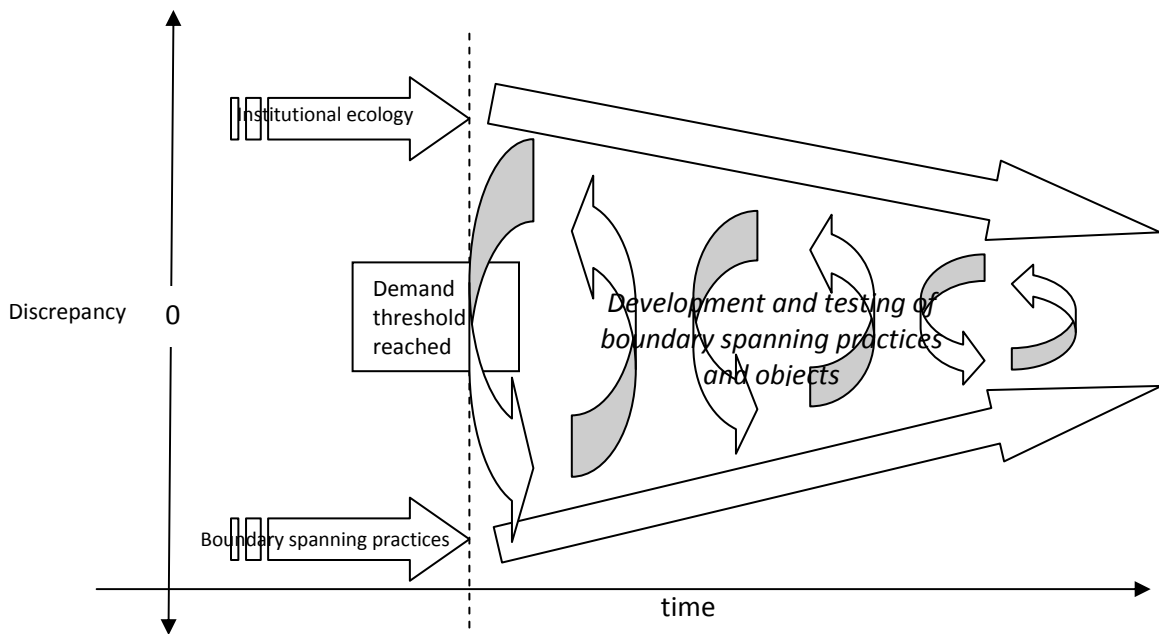 Institutional ecology
Demand
threshold
reached
Discrepancy 0
Development and testing of
boundary spanning practices
and objects
Boundary spanning practices
time